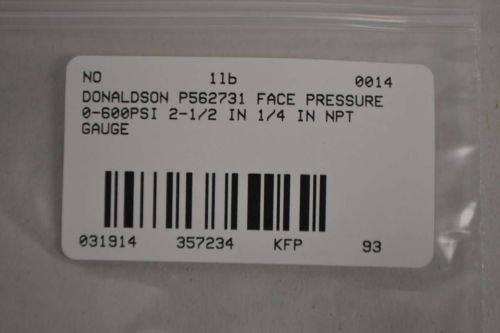 NO 1lb 0014
DONALDSON P562731 FACE PRESSURE
0-600PSI 2-1/2 IN 1/4 IN NPT
GAUGE
031914 357234 KFP 93